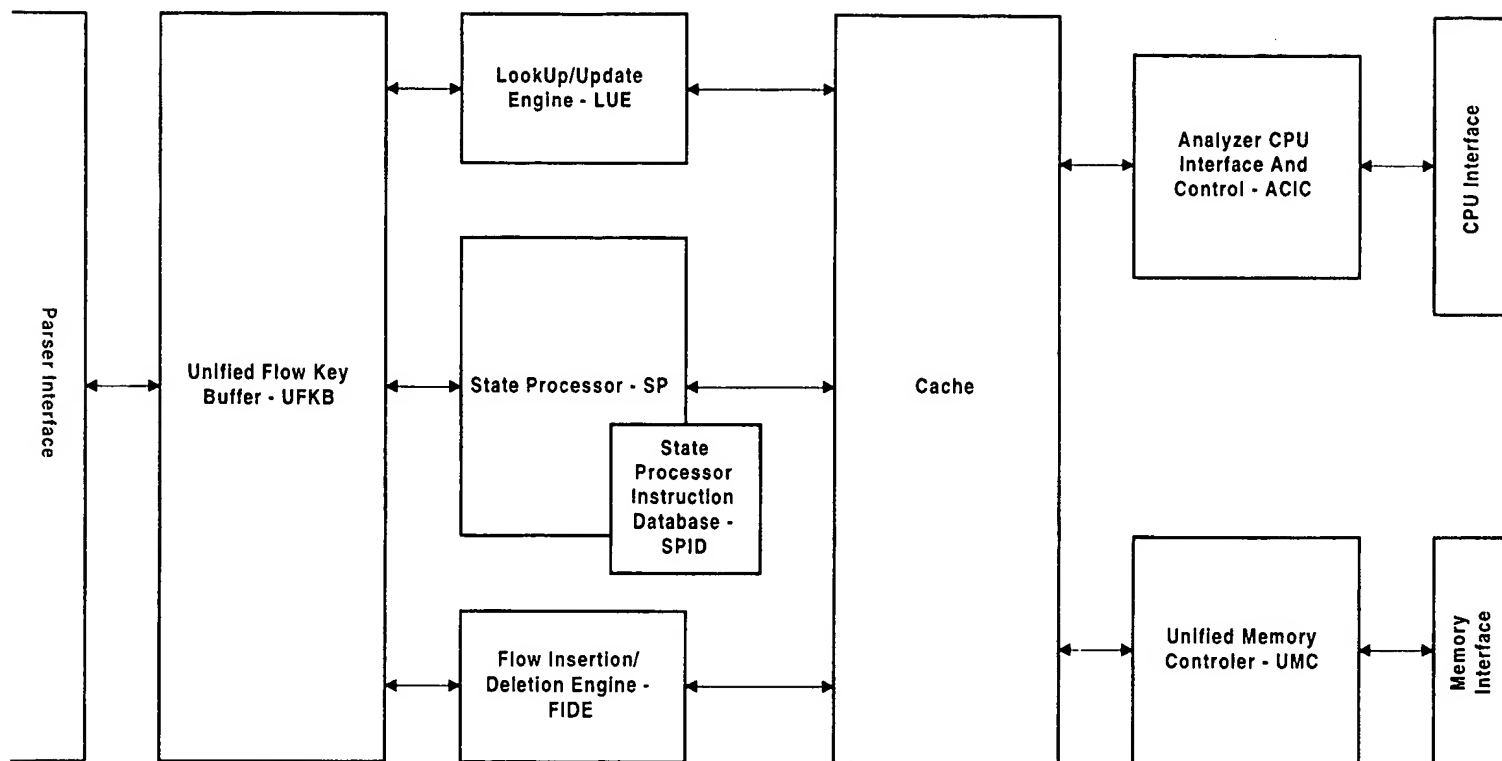 Parser Interface
Unified Flow Key
Buffer - UFKB
LookUp/Update
Engine - LUE
State Processor - SP
State
Processor
Instruction
Database -
SPID
Flow Insertion/
Deletion Engine -
FIDE
Cache
Analyzer CPU
Interface And
Control - ACIC
CPU Interface
Unified Memory
Controler - UMC
Memory
Interface